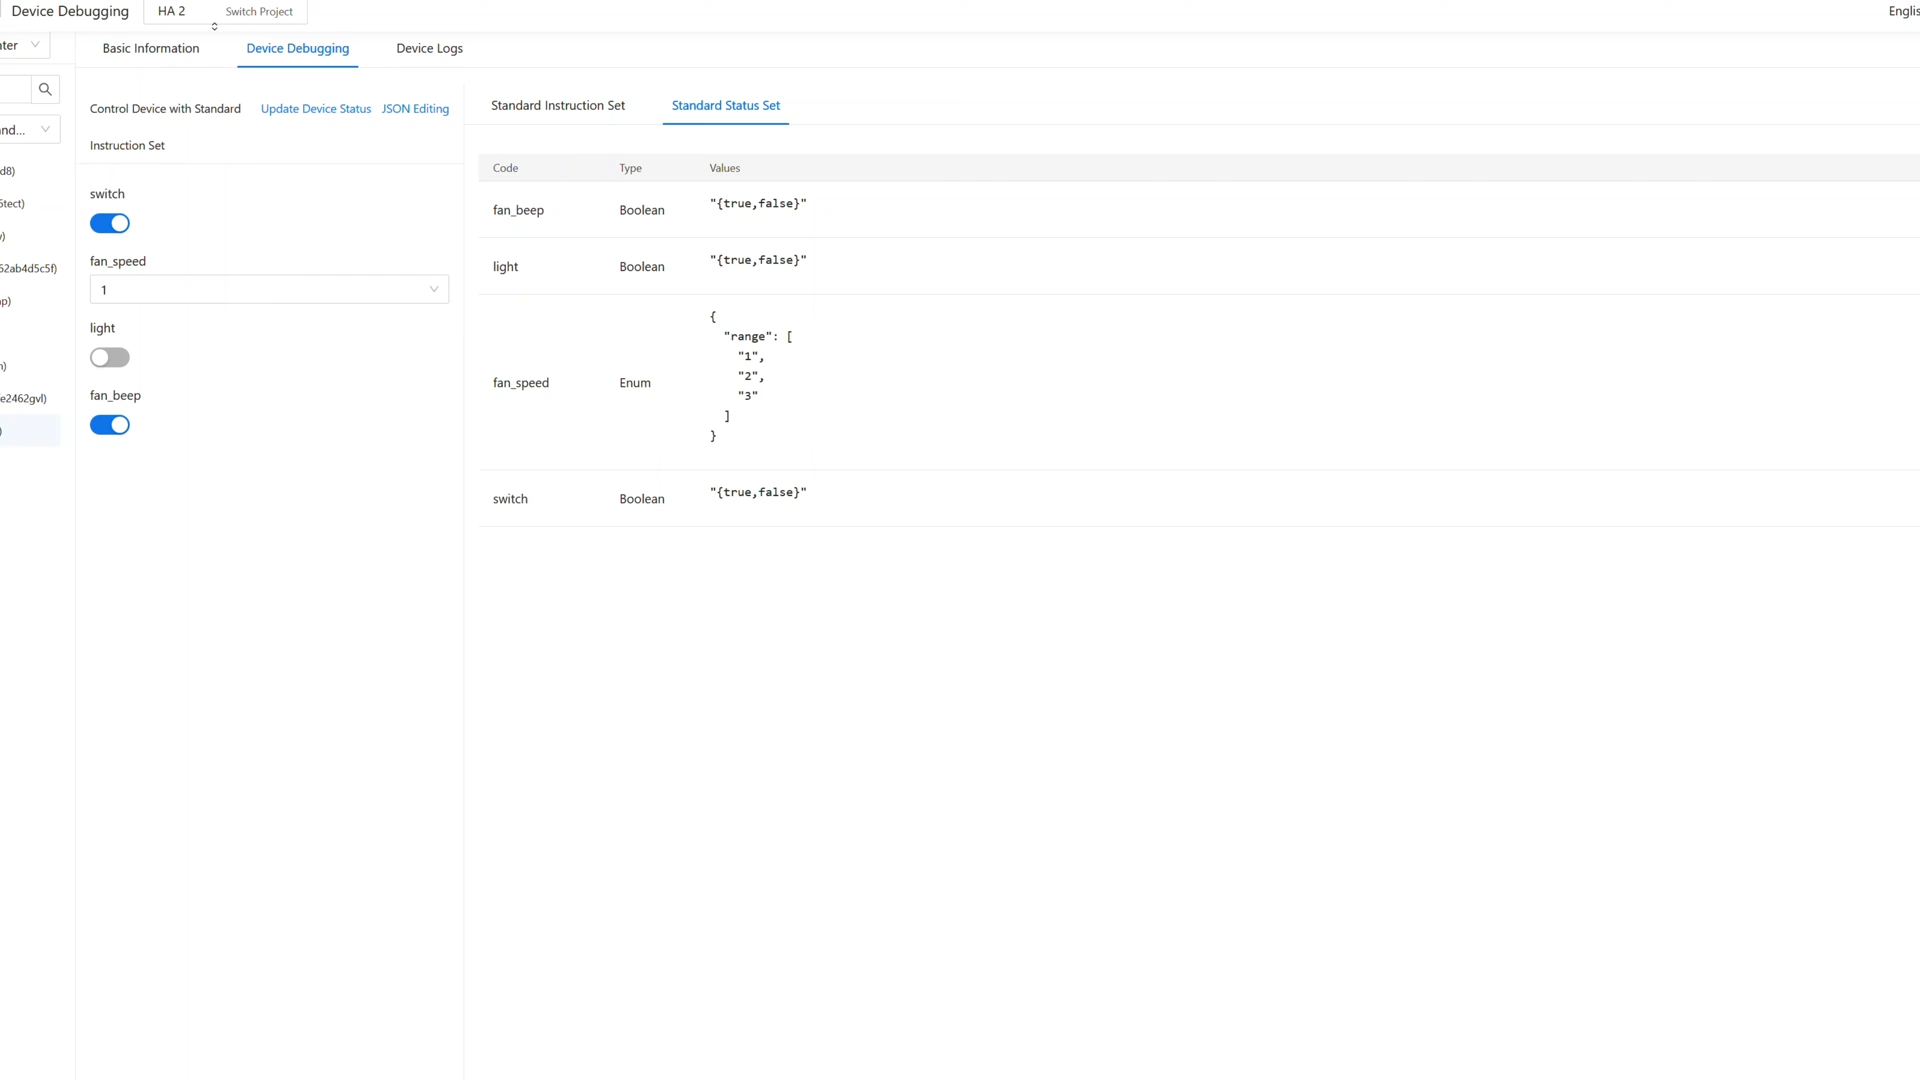 Device Debugging
HA 2
Switch Project
Englis
nter
Basic Information
Device Debugging
Device Logs
Control Device with Standard
Instruction Set
Update Device Status
JSON Editing
Standard Instruction Set
Standard Status Set
and...
d8)
5tect)
62ab4d5c5f)
p)
e2462gvl)
)
switch
fan_speed
1
light
fan_beep
Code
Type
Values
fan_beep
Boolean
"{true,false}"
light
Boolean
"{true,false}"
fan_speed
Enum
{
"range": [
"1",
"2",
"3"
]
}
switch
Boolean
"{true,false}"